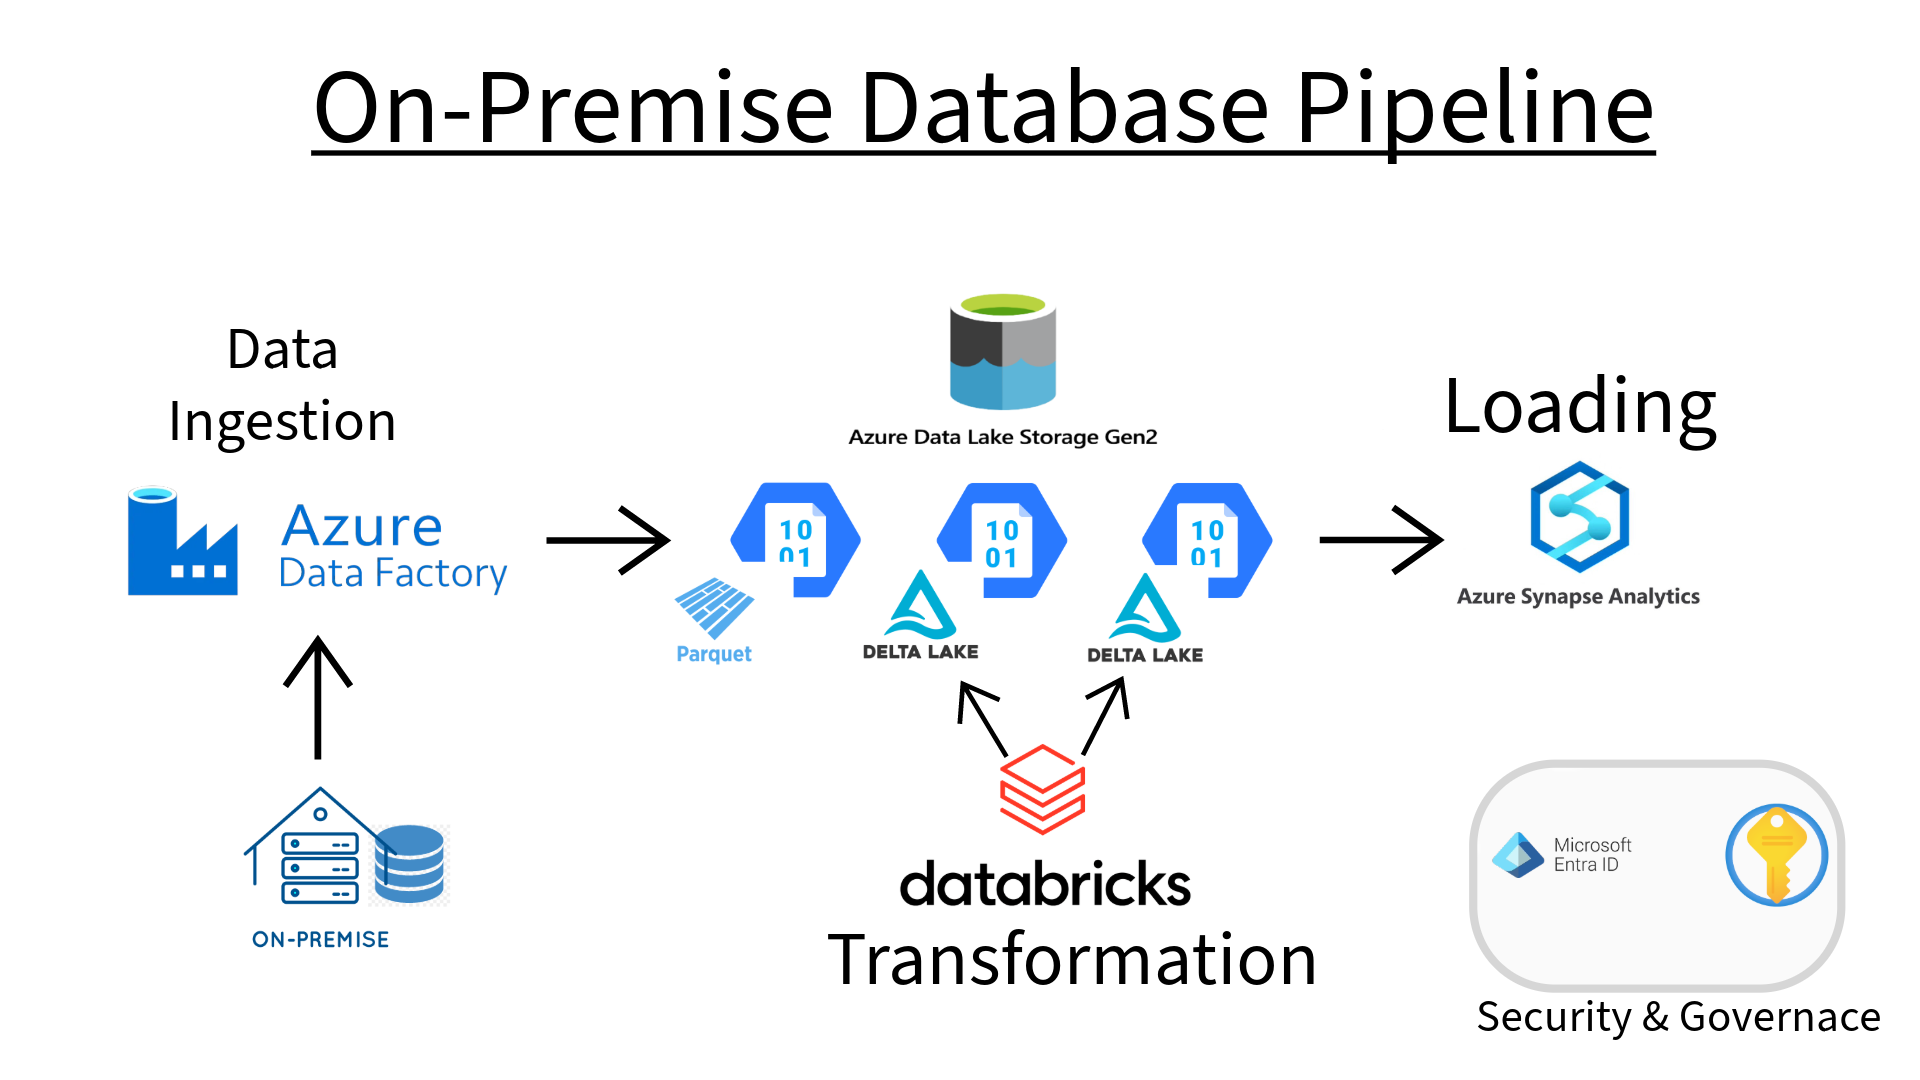 On-Premise Database Pipeline
Data
Ingestion
Azure
Data Factory
ON-PREMISE
Azure Data Lake Storage Gen2
10
01
10
01
10
01
Parquet
DELTA LAKE
DELTA LAKE
databricks
Transformation
Loading
Azure Synapse Analytics
Microsoft
Entra ID
Security & Governace